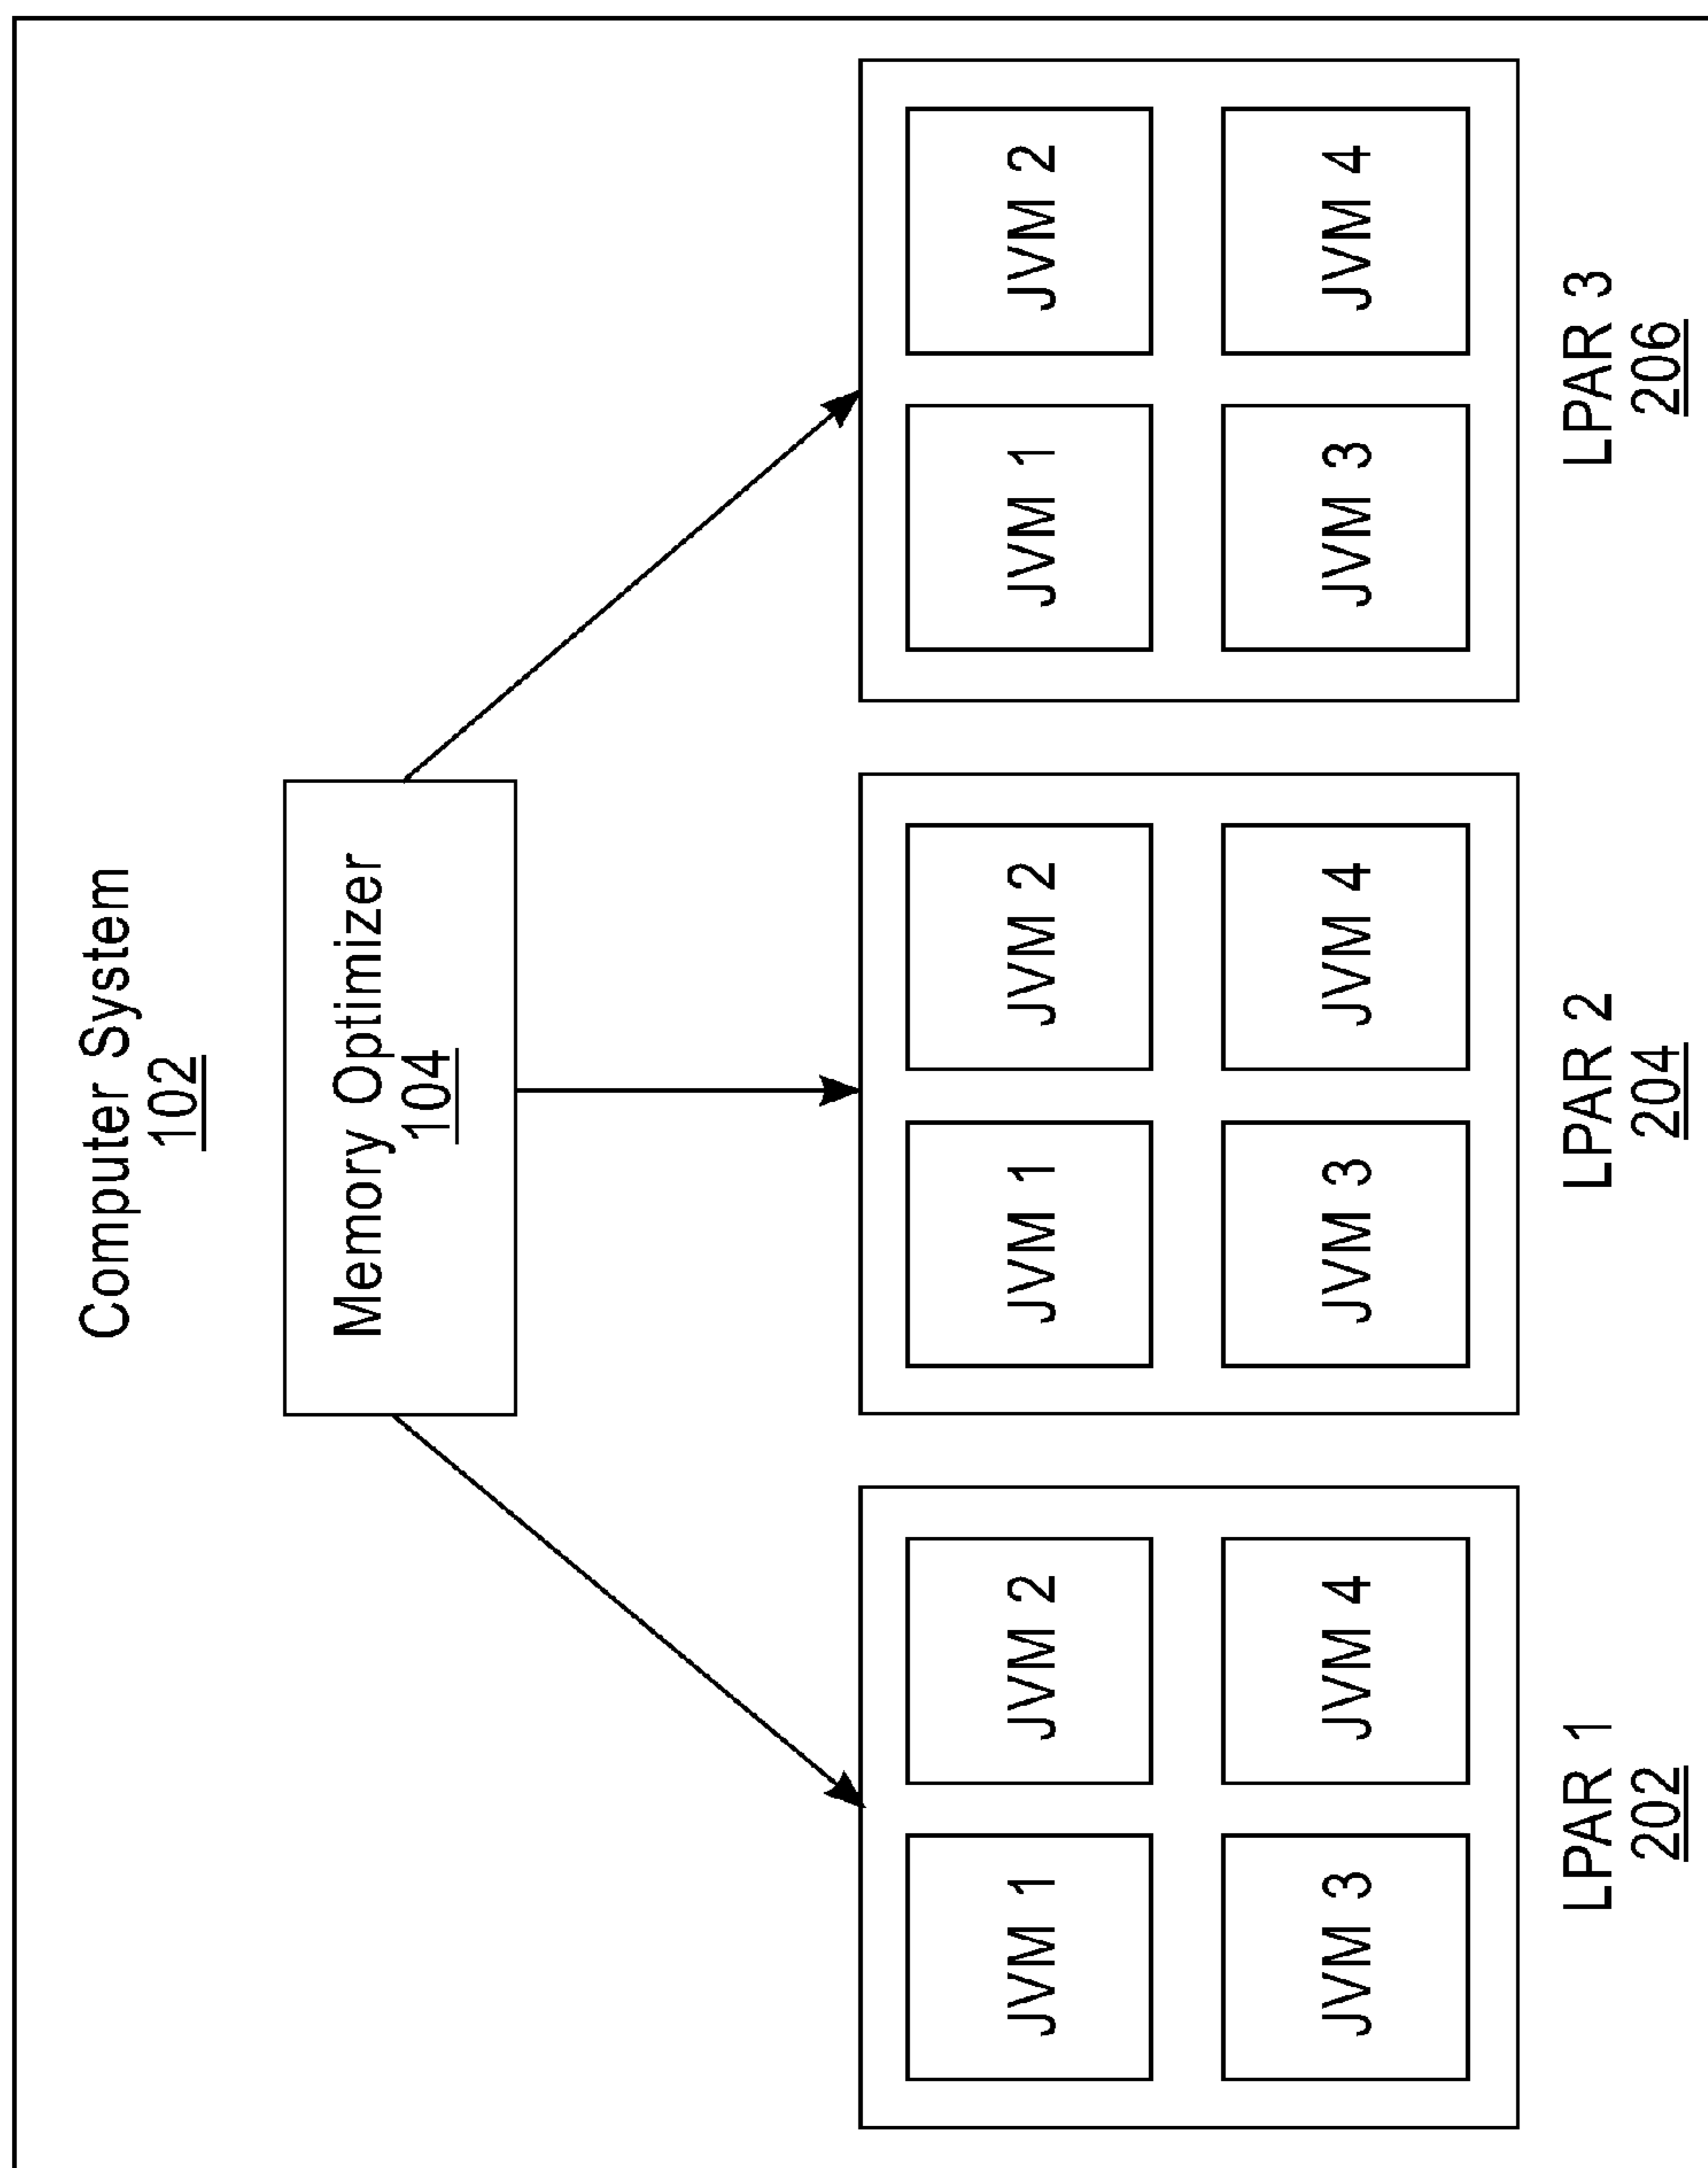 Computer System
102
Memory Optimizer
104
JVM 1
JVM 2
JVM 3
JVM 4
LPAR 1
202
JVM 1
JVM 2
JVM 3
JVM 4
LPAR 2
204
JVM 1
JVM 2
JVM 3
JVM 4
LPAR 3
206